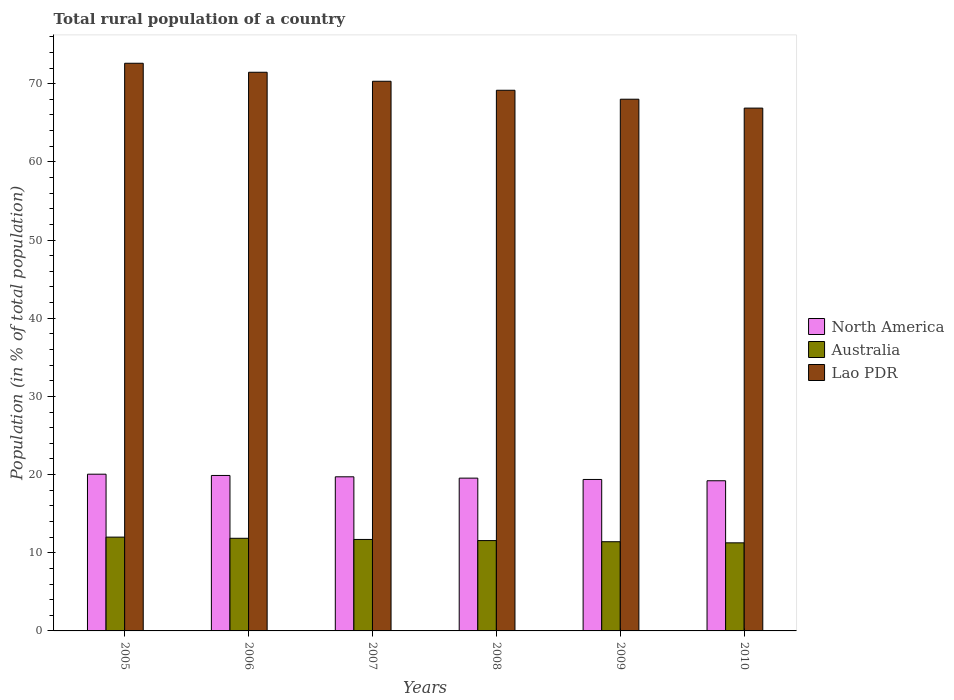 Total rural population of a country
Population (in % of total population)
70
60
50
40
30
20
10
0
2005
2006
2007
2008
2009
2010
Years
North America
Australia
Lao PDR